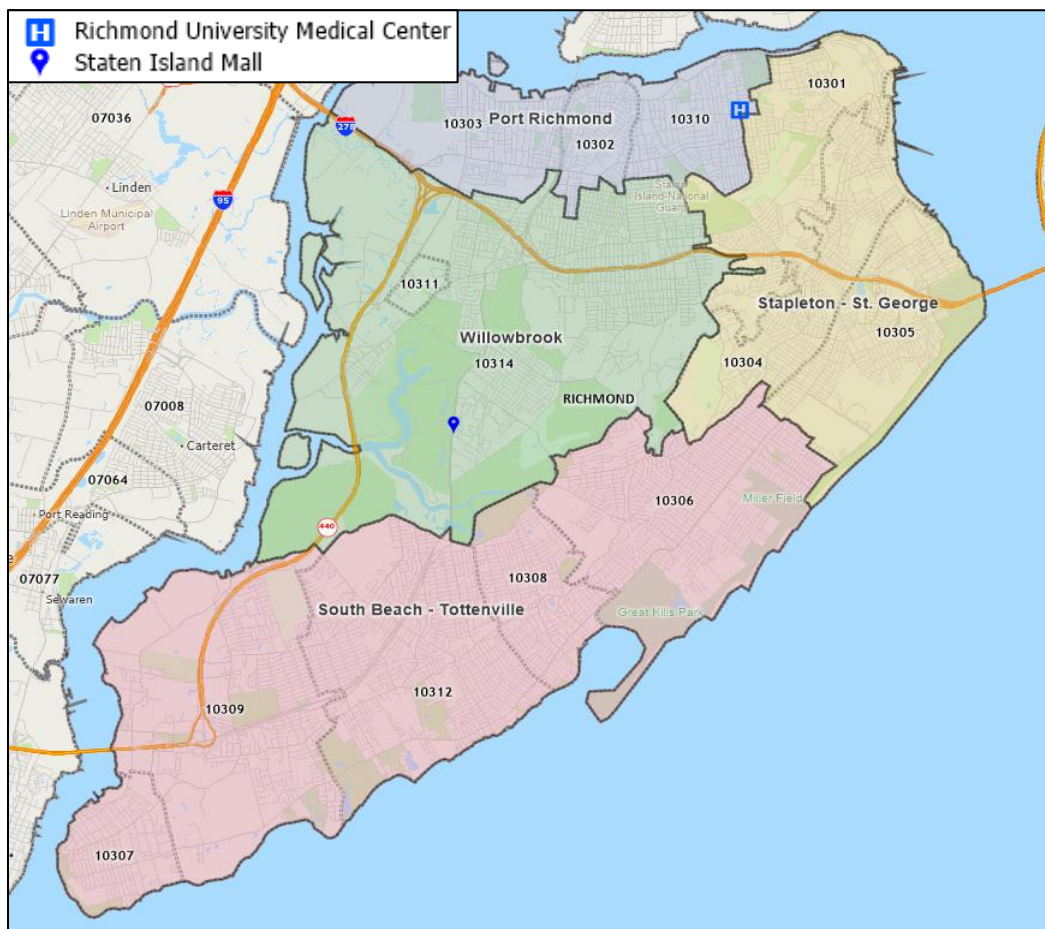 Richmond University Medical Center
Staten Island Mall
10301
07036
278
10303
Port Richmond
10310
10302
Linden
95
Linden Municipal
Airport
Staten
Island-National
Guard
10311
Stapleton - St. George
10305
Willowbrook
10314
10304
RICHMOND
07008
Carteret
07064
10306
Miller Field
Port Reading
440
07077
Sewaren
10308
South Beach - Tottenville
Great Kills Park
10312
10309
10307